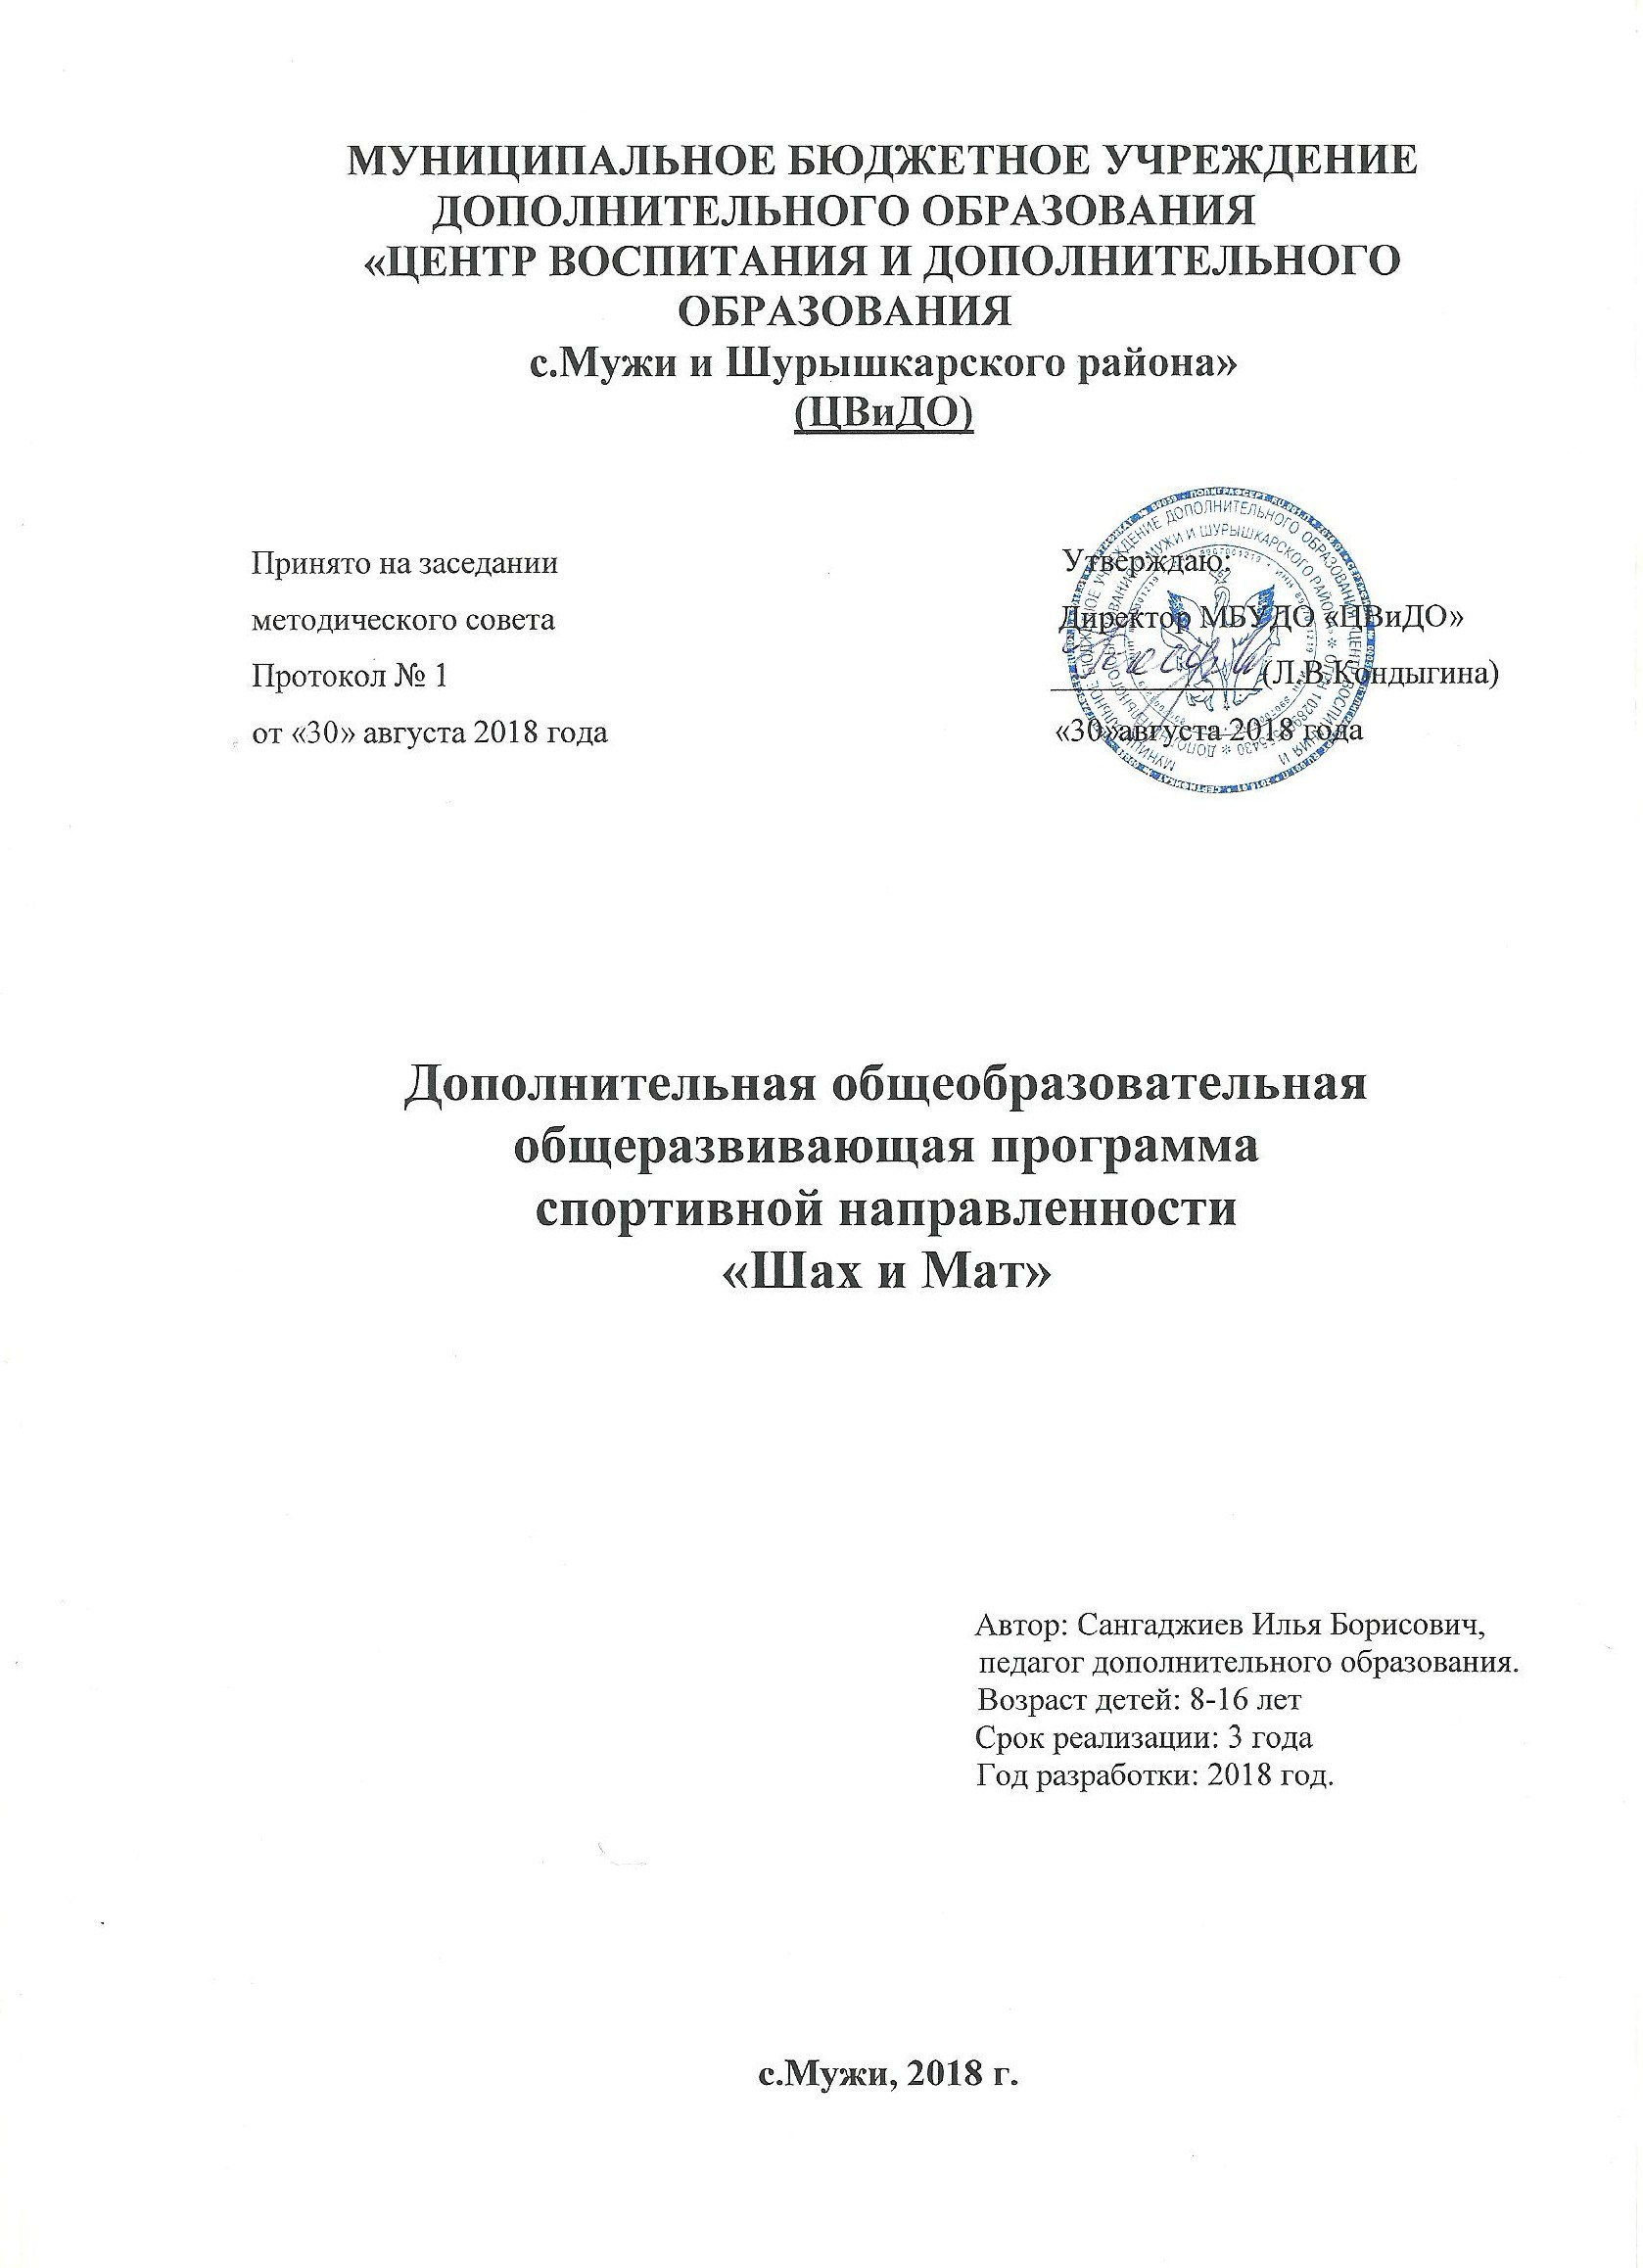 МУНИЦИПАЛЬНОЕ БЮДЖЕТНОЕ УЧРЕЖДЕНИЕ
ДОПОЛНИТЕЛЬНОГО ОБРАЗОВАНИЯ
«ЦЕНТР ВОСПИТАНИЯ И ДОПОЛНИТЕЛЬНОГО
ОБРАЗОВАНИЯ
с.Мужи и Шурышкарского района»
(ЦВиДО)
Принято на заседании
методического совета
Протокол № 1
от «30» августа 2018 года
Утверждаю:
Директор МБУДО «ЦВиДО»
(Л.В.Кондыгина)
«30»августа 2018 года
Дополнительная общеобразовательная
общеразвивающая программа
спортивной направленности
«Шах и Мат»
Автор: Сангаджиев Илья Борисович,
педагог дополнительного образования.
Возраст детей: 8-16 лет
Срок реализации: 3 года
Год разработки: 2018 год.
с.Мужи, 2018 г.